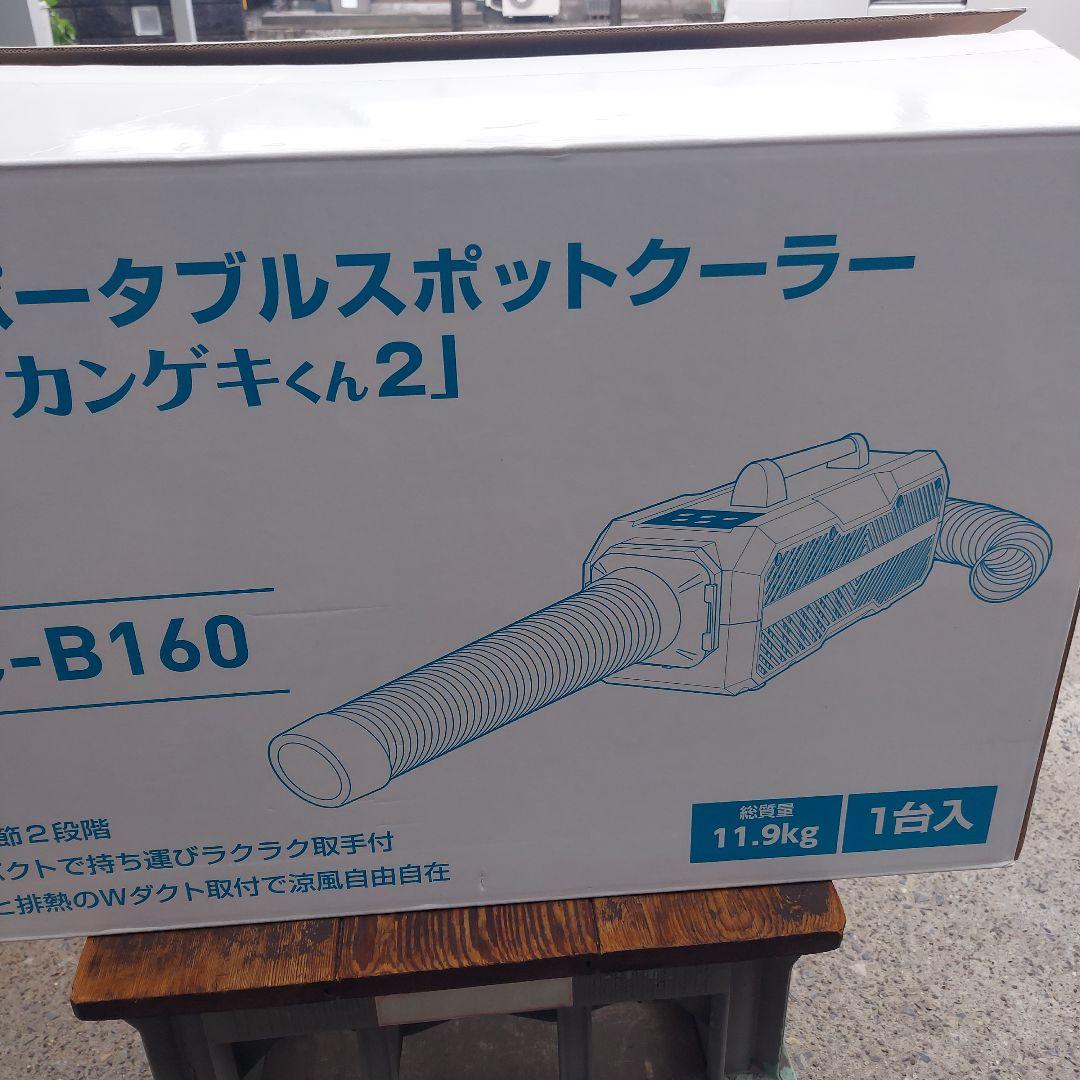 ポータブルスポットクーラー
カンゲキくん2」
-B160
節2段階
クトで持ち運びラクラク取手付
と排熱のWダクト取付で涼風自由自在
総質量
11.9kg
1台入